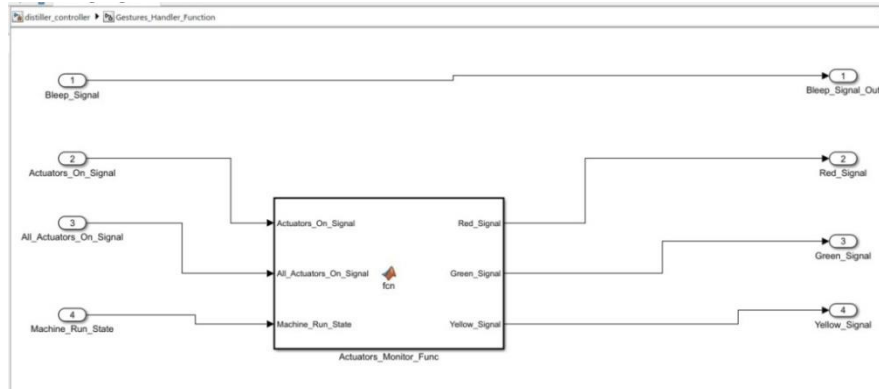 distiller_controller Gestures_Handler_Function
1
Bleep_Signal
1
Bleep_Signal_Out
2
Actuators_On_Signal
2
Red_Signal
3
All_Actuators_On_Signal
3
Green_Signal
4
Machine_Run_State
4
Yellow_Signal
Actuators_On_Signal
Red_Signal
All_Actuators_On_Signal
Green_Signal
fcn
Machine_Run_State
Yellow_Signal
Actuators_Monitor_Func